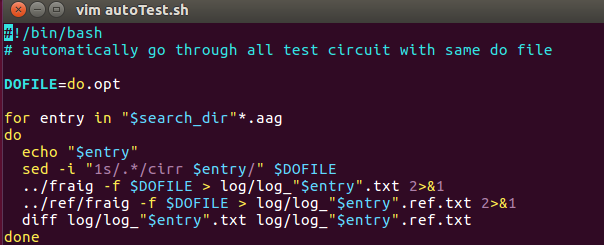 vim autoTest.sh
#!/bin/bash
# automatically go through all test circuit with same do file

DOFILE=do.opt

for entry in "$search_dir"*.aag
do
  echo "$entry"
  sed -i "1s/.*/cirr $entry/" $DOFILE
  ../fraig -f $DOFILE > log/log_"$entry".txt 2>&1
  ../ref/fraig -f $DOFILE > log/log_"$entry".ref.txt 2>&1
  diff log/log_"$entry".txt log/log_"$entry".ref.txt
done